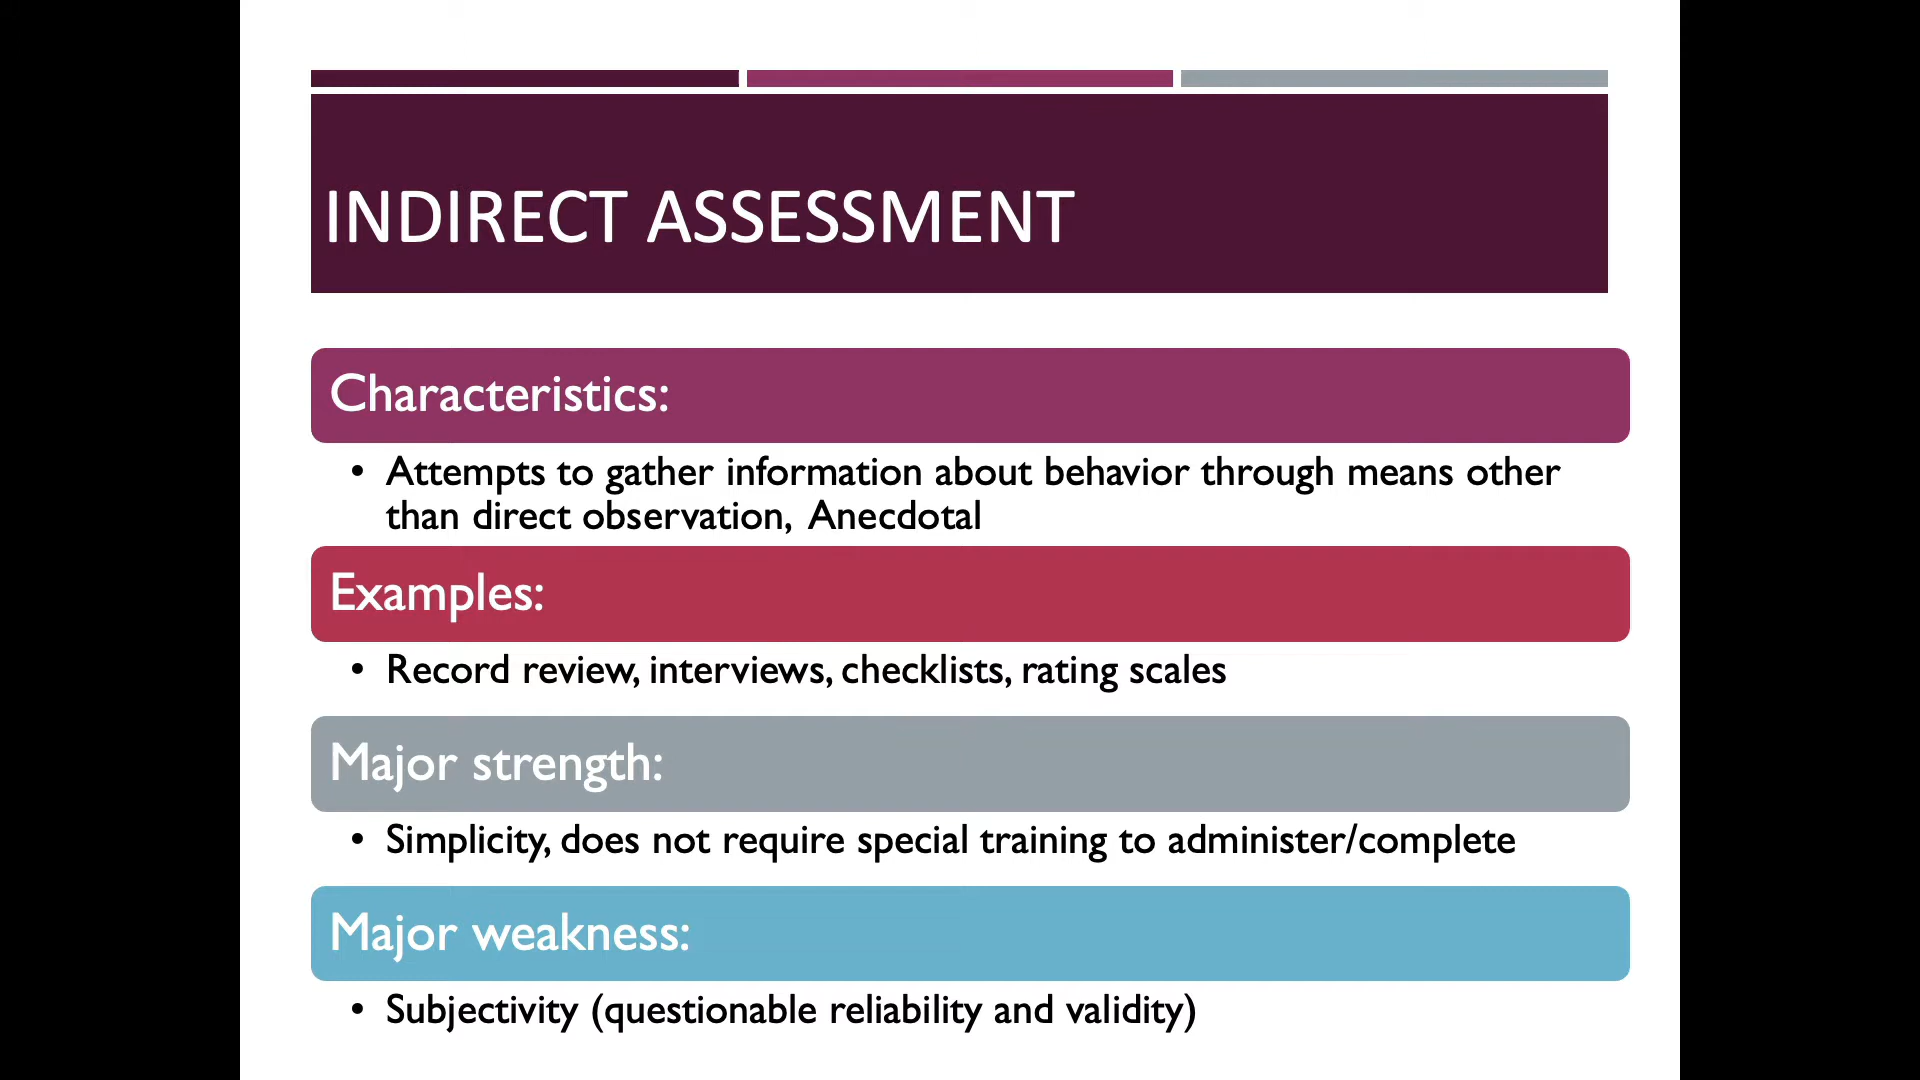 INDIRECT ASSESSMENT
Characteristics:
• Attempts to gather information about behavior through means other
than direct observation,  Anecdotal
Examples:
• Record review, interviews, checklists, rating scales
Major strength:
• Simplicity, does not require special training to administer/complete
Major weakness:
• Subjectivity (questionable reliability and validity)